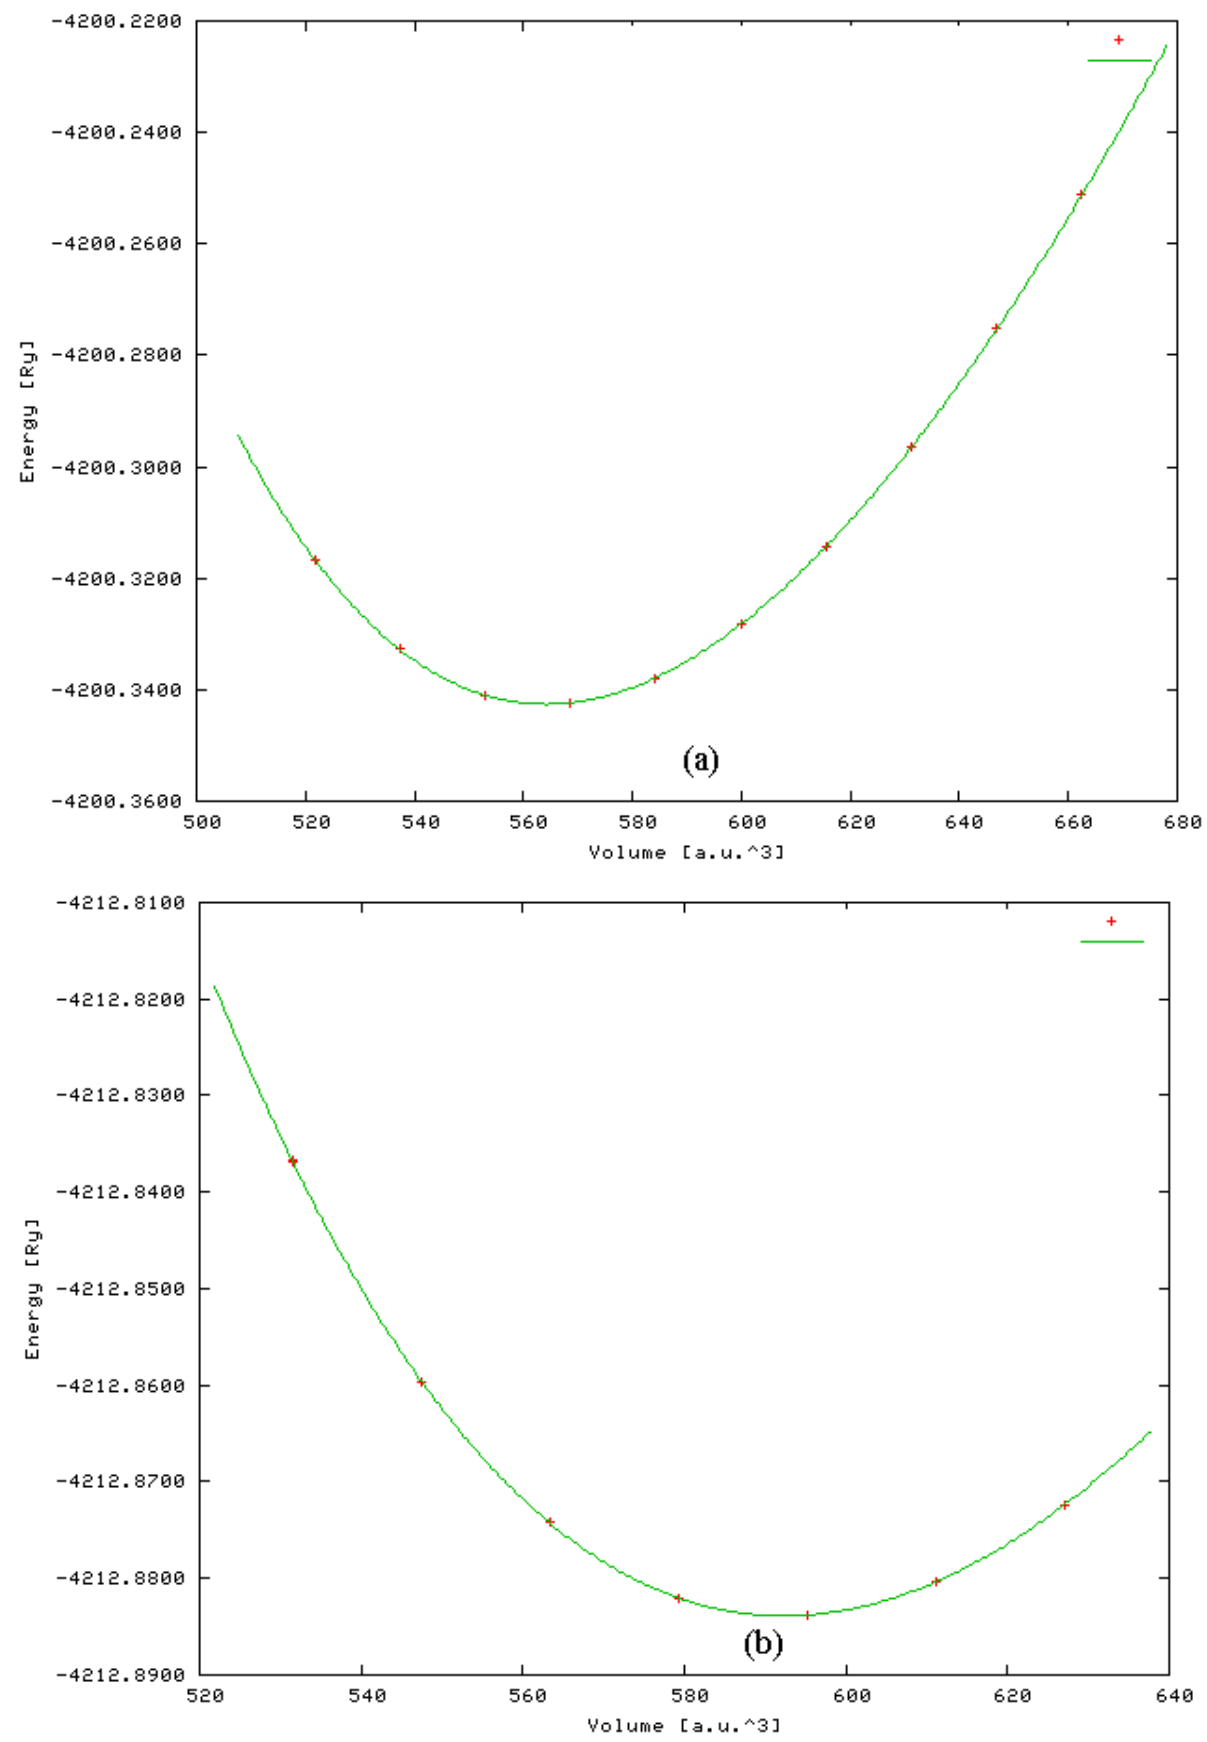 -4200.2200
-4200.2400
-4200.2600
-4200.2800
-4200.3000
-4200.3200
-4200.3400
-4200.3600
Energy [Ry]
(a)
500 520 540 560 580 600 620 640 660 680
Volume [a.u.^3]
-4212.8100
-4212.8200
-4212.8300
-4212.8400
-4212.8500
-4212.8600
-4212.8700
-4212.8800
-4212.8900
Energy [Ry]
(b)
520 540 560 580 600 620 640
Volume [a.u.^3]